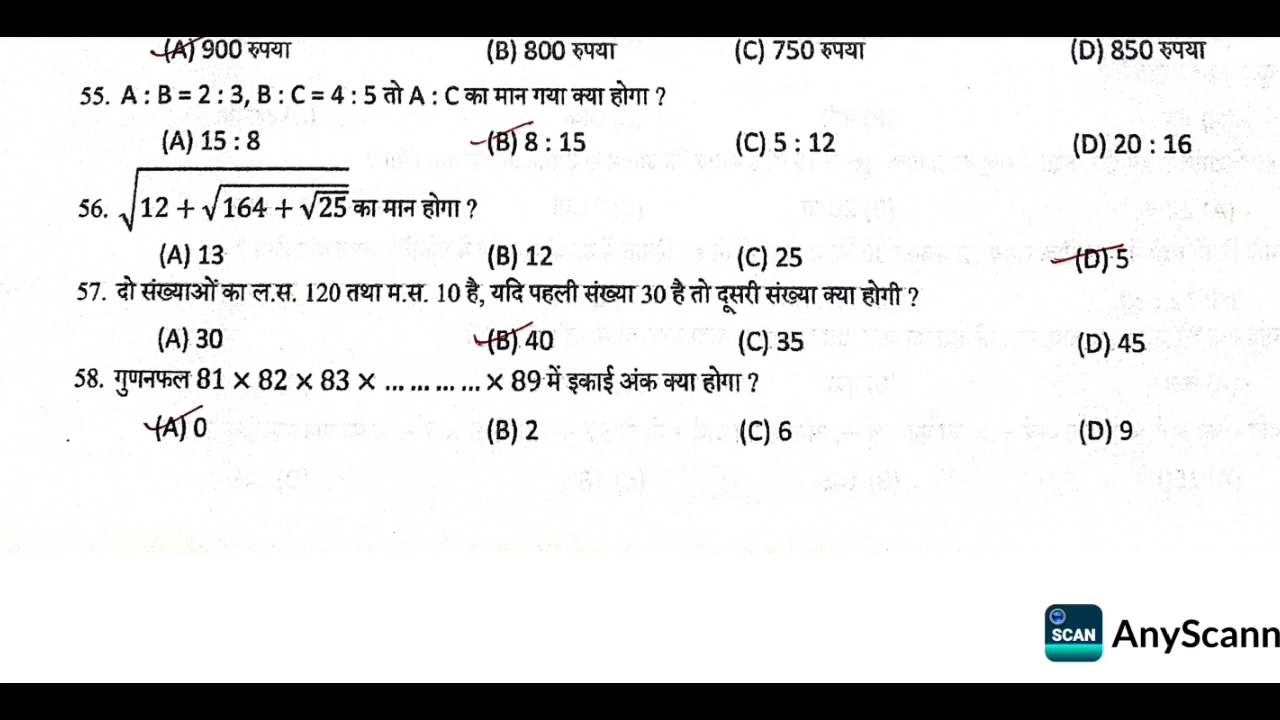 (A) 900 रुपया (B) 800 रुपया (C) 750 रुपया (D) 850 रुपया
55. A : B = 2 : 3, B : C = 4 : 5 तो A : C का मान गया क्या होगा ?
(A) 15 : 8 (B) 8 : 15 (C) 5 : 12 (D) 20 : 16
56. √12 + √164 + √25 का मान होगा ?
(A) 13 (B) 12 (C) 25 (D) 5
57. दो संख्याओं का ल.स. 120 तथा म.स. 10 है, यदि पहली संख्या 30 है तो दूसरी संख्या क्या होगी ?
(A) 30 (B) 40 (C) 35 (D) 45
58. गुणनफल 81 × 82 × 83 × ... ... ... ... × 89 में इकाई अंक क्या होगा ?
(A) 0 (B) 2 (C) 6 (D) 9
SCAN AnyScann